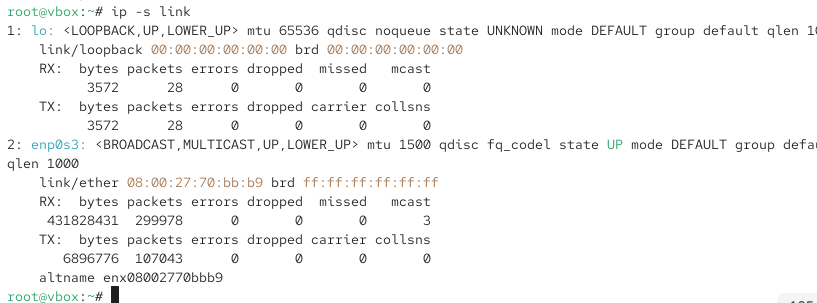 root@vbox:~# ip -s link
1: lo: <LOOPBACK,UP,LOWER_UP> mtu 65536 qdisc noqueue state UNKNOWN mode DEFAULT group default qlen
    link/loopback 00:00:00:00:00:00 brd 00:00:00:00:00:00
    RX:  bytes packets errors dropped  missed   mcast
          3572      28      0       0       0       0
    TX:  bytes packets errors dropped carrier collsns
          3572      28      0       0       0       0
2: enp0s3: <BROADCAST,MULTICAST,UP,LOWER_UP> mtu 1500 qdisc fq_codel state UP mode DEFAULT group
qlen 1000
    link/ether 08:00:27:70:bb:b9 brd ff:ff:ff:ff:ff:ff
    RX:  bytes packets errors dropped  missed   mcast
     431828431  299978      0       0       0       3
    TX:  bytes packets errors dropped carrier collsns
       6896776  107043      0       0       0       0
    altname enx08002770bbb9
root@vbox:~#